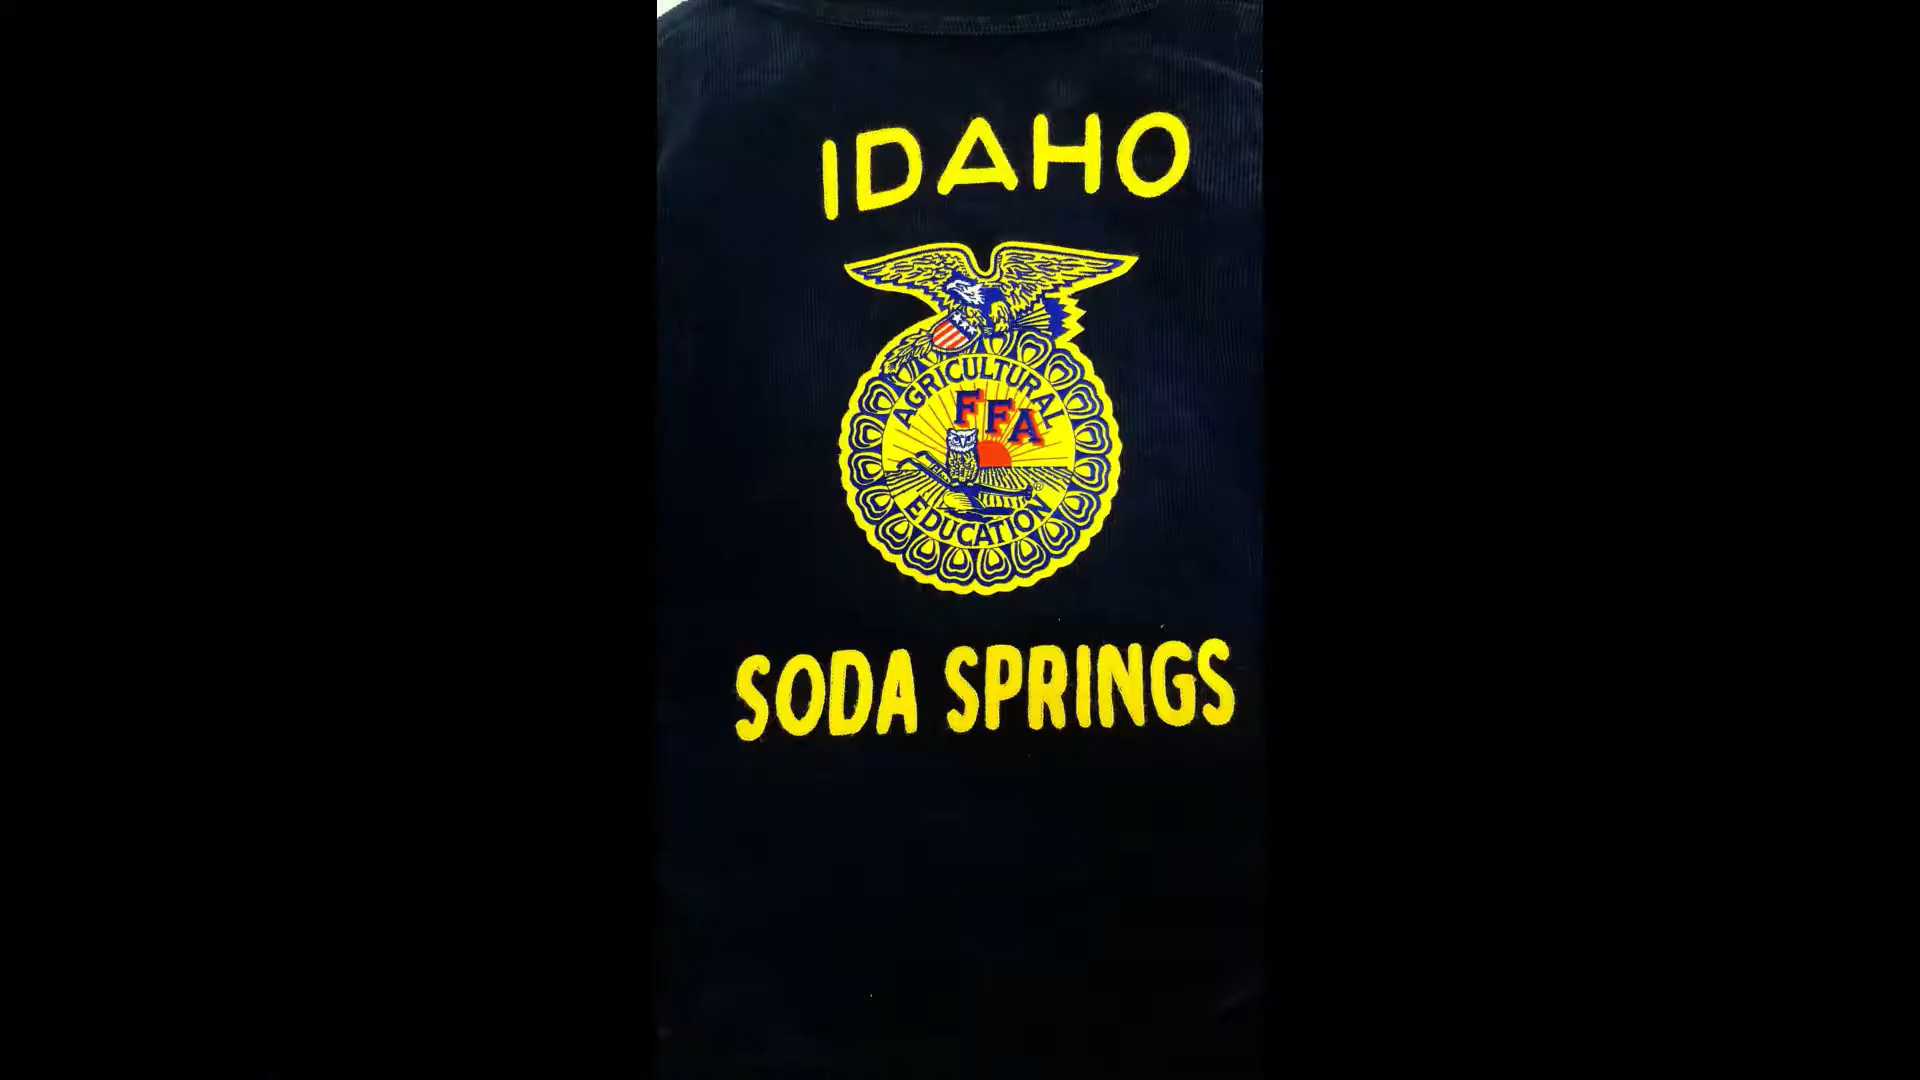 IDAHO
AGRICULTURAL
FFA
®
EDUCATION
SODA SPRINGS